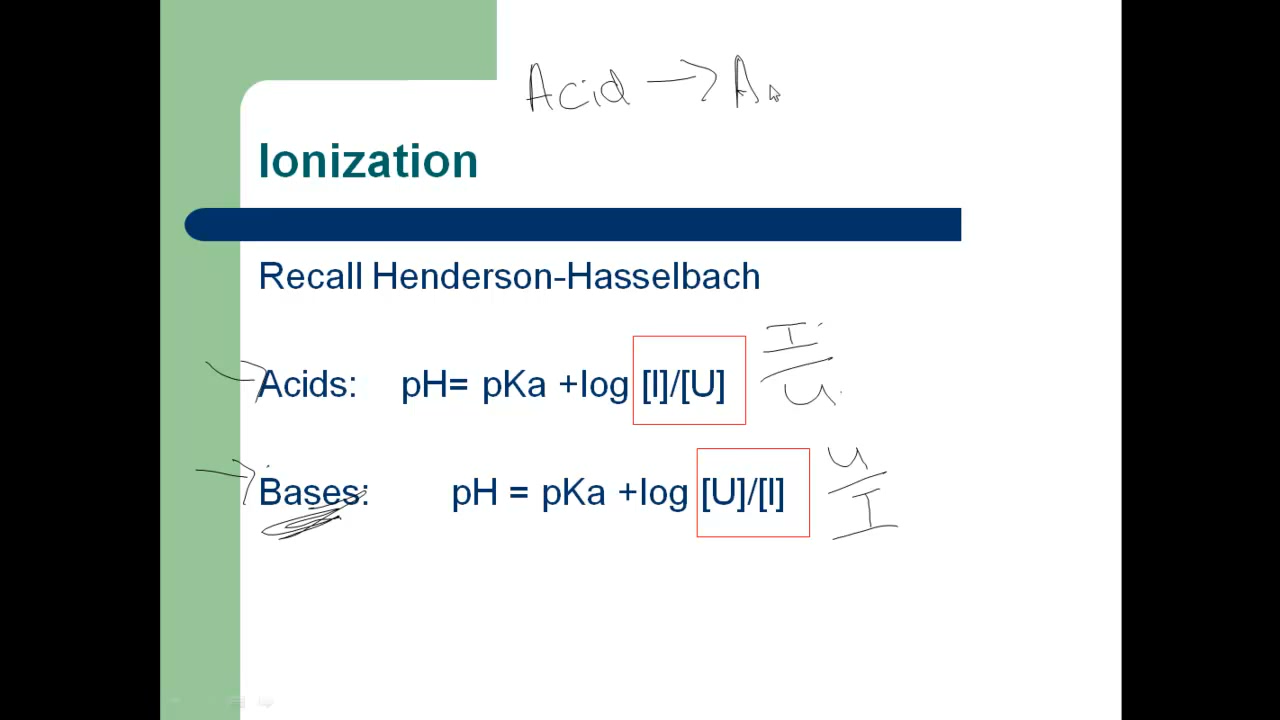 Acid → A
Ionization
Recall Henderson-Hasselbach
I
U
Acids: pH= pKa +log [I]/[U]
U
I
Bases: pH = pKa +log [U]/[I]